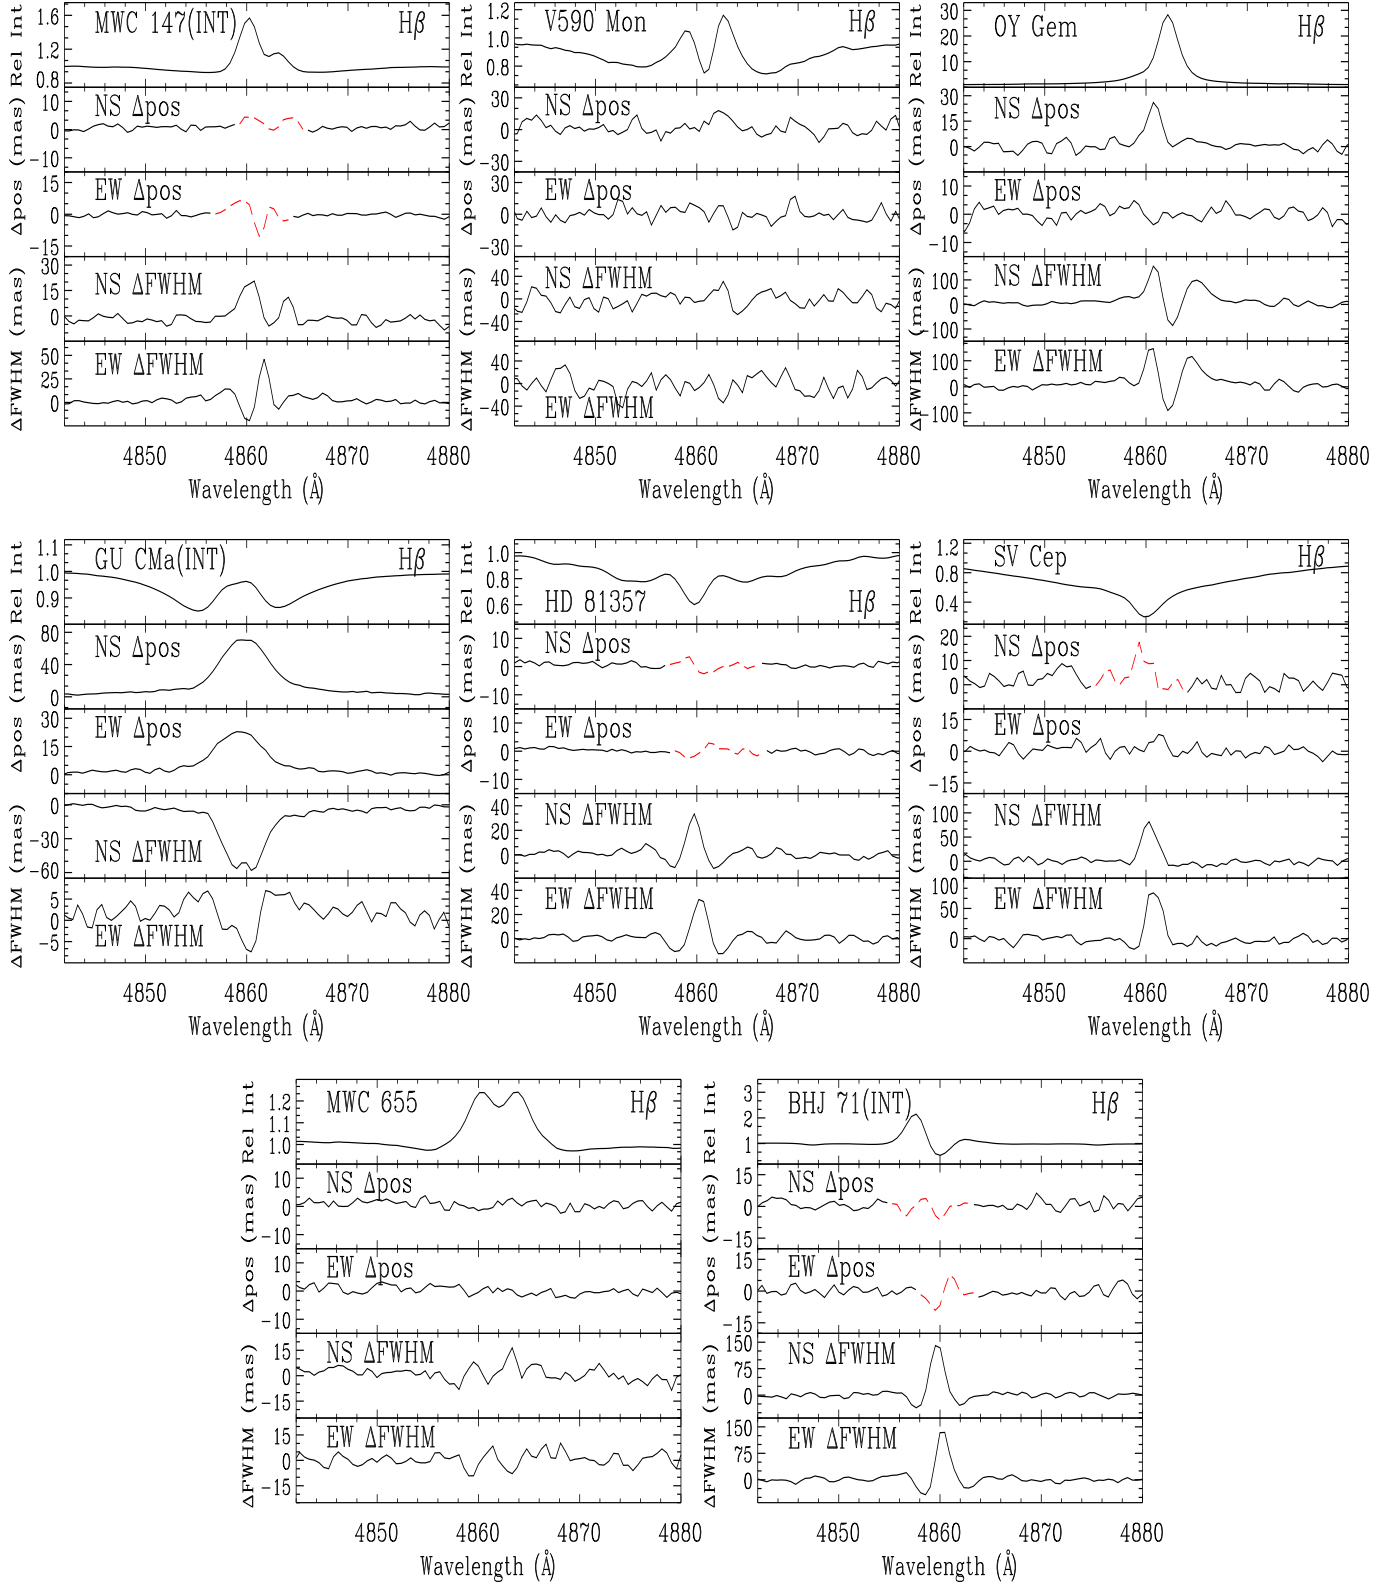 MWC 147(INT) Hβ
Rel Int
1.6
1.2
0.8
NS Δpos
10
0
−10
EW Δpos
15
0
−15
Δpos (mas)
NS ΔFWHM
30
15
0
EW ΔFWHM
50
25
0
ΔFWHM (mas)
4850 4860 4870 4880
Wavelength (Å)
V590 Mon Hβ
Rel Int
1.0
0.8
NS Δpos
30
0
−30
EW Δpos
30
0
−30
Δpos (mas)
NS ΔFWHM
40
0
−40
EW ΔFWHM
40
0
−40
ΔFWHM (mas)
4850 4860 4870 4880
Wavelength (Å)
OY Gem Hβ
Rel Int
30
20
10
NS Δpos
30
15
0
EW Δpos
10
0
−10
Δpos (mas)
NS ΔFWHM
100
0
−100
EW ΔFWHM
100
0
−100
ΔFWHM (mas)
4850 4860 4870 4880
Wavelength (Å)
GU CMa(INT) Hβ
Rel Int
1.1
1.0
0.9
NS Δpos
80
40
0
EW Δpos
30
15
0
Δpos (mas)
NS ΔFWHM
0
−30
−60
EW ΔFWHM
5
0
−5
ΔFWHM (mas)
4850 4860 4870 4880
Wavelength (Å)
HD 81357 Hβ
Rel Int
1.0
0.8
0.6
NS Δpos
10
0
−10
EW Δpos
10
0
−10
Δpos (mas)
NS ΔFWHM
40
20
0
EW ΔFWHM
40
20
0
ΔFWHM (mas)
4850 4860 4870 4880
Wavelength (Å)
SV Cep Hβ
Rel Int
1.2
0.8
0.4
NS Δpos
20
10
0
EW Δpos
15
0
−15
Δpos (mas)
NS ΔFWHM
100
50
0
EW ΔFWHM
100
50
0
ΔFWHM (mas)
4850 4860 4870 4880
Wavelength (Å)
MWC 655 Hβ
Rel Int
1.2
1.1
1.0
NS Δpos
10
0
−10
EW Δpos
10
0
−10
Δpos (mas)
NS ΔFWHM
15
0
−15
EW ΔFWHM
15
0
−15
ΔFWHM (mas)
4850 4860 4870 4880
Wavelength (Å)
BHJ 71(INT) Hβ
Rel Int
3
2
1
NS Δpos
15
0
−15
EW Δpos
15
0
−15
Δpos (mas)
NS ΔFWHM
150
75
0
EW ΔFWHM
150
75
0
ΔFWHM (mas)
4850 4860 4870 4880
Wavelength (Å)